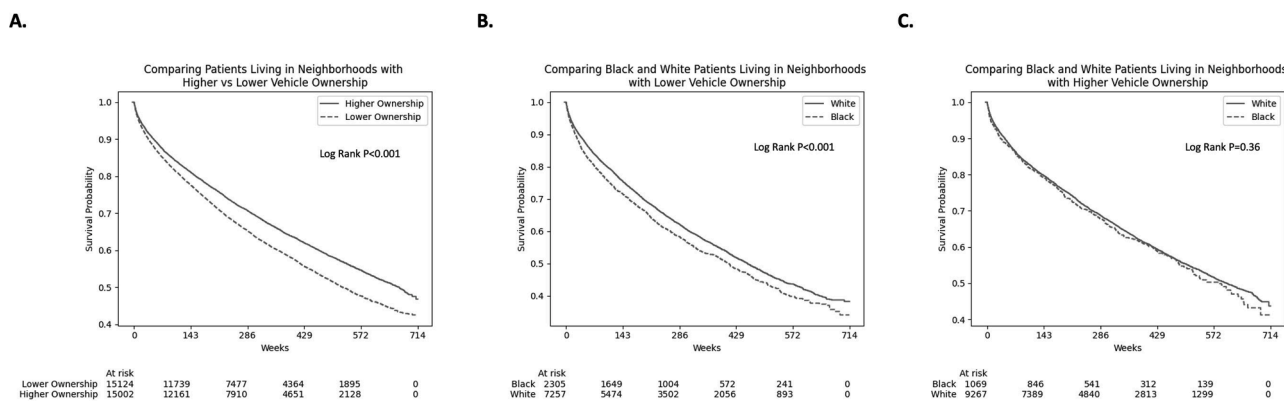 A.
Comparing Patients Living in Neighborhoods with
Higher vs Lower Vehicle Ownership
Higher Ownership
Lower Ownership
Log Rank P<0.001
Survival Probability
1.0
0.9
0.8
0.7
0.6
0.5
0.4
0 143 286 429 572 714
Weeks
At risk
Lower Ownership 15124 11739 7477 4364 1895 0
Higher Ownership 15002 12161 7910 4651 2128 0
B.
Comparing Black and White Patients Living in Neighborhoods
with Lower Vehicle Ownership
White
Black
Log Rank P<0.001
Survival Probability
1.0
0.9
0.8
0.7
0.6
0.5
0.4
0 143 286 429 572 714
Weeks
At risk
Black 2305 1649 1004 572 241 0
White 7257 5474 3502 2056 893 0
C.
Comparing Black and White Patients Living in Neighborhoods
with Higher Vehicle Ownership
White
Black
Log Rank P=0.36
Survival Probability
1.0
0.9
0.8
0.7
0.6
0.5
0.4
0 143 286 429 572 714
Weeks
At risk
Black 1069 846 541 312 139 0
White 9267 7389 4840 2813 1299 0